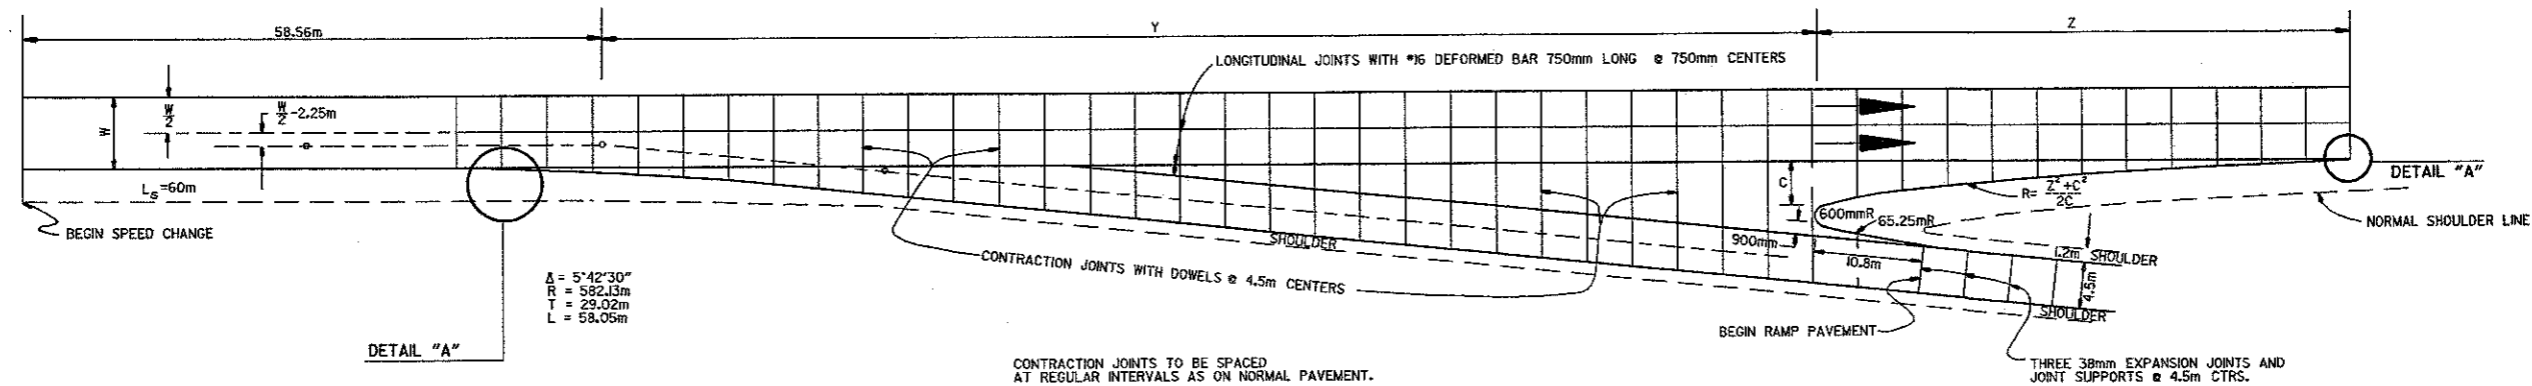 58.56m
Y
Z
LONGITUDINAL JOINTS WITH #16 DEFORMED BAR 750mm LONG @ 750mm CENTERS
W
W/2
W/2 -2.25m
Ls=60m
BEGIN SPEED CHANGE
DETAIL "A"
Δ = 5°42'30"
R = 582.13m
T = 29.02m
L = 58.05m
SHOULDER
CONTRACTION JOINTS WITH DOWELS @ 4.5m CENTERS
C
600mmR
65.25mR
900mm
10.8m
R= Z²+C²/2C
DETAIL "A"
NORMAL SHOULDER LINE
1.2m SHOULDER
4.5m
SHOULDER
BEGIN RAMP PAVEMENT
THREE 38mm EXPANSION JOINTS AND
JOINT SUPPORTS @ 4.5m CTRS.
CONTRACTION JOINTS TO BE SPACED
AT REGULAR INTERVALS AS ON NORMAL PAVEMENT.